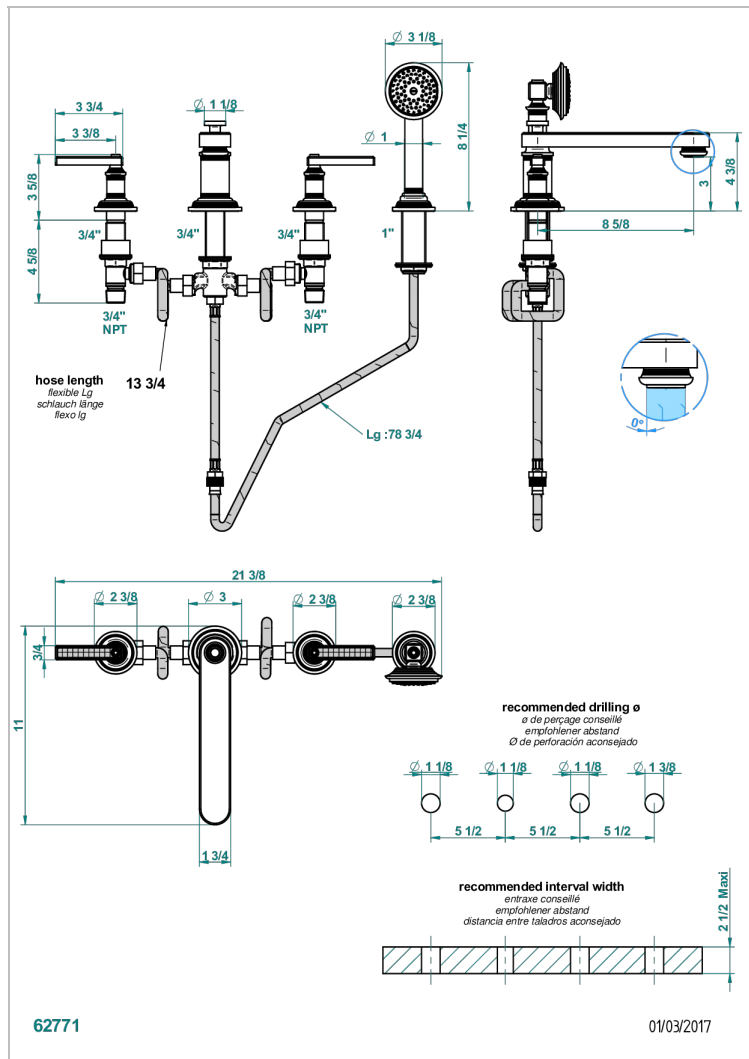 Ø 3 1/8
3 3/4
Ø 1 1/8
3 3/8
Ø 1
8 1/4
3 5/8
3
4 3/8
8 5/8
3/4"
3/4"
3/4"
1"
4 5/8
3/4"
NPT
3/4"
NPT
hose length
flexible Lg
schlauch länge
flexo lg
13 3/4
Lg :78 3/4
0°
21 3/8
Ø 2 3/8
Ø 3
Ø 2 3/8
Ø 2 3/8
3/4
11
1 3/4
recommended drilling ø
ø de perçage conseillé
empfohlener abstand
Ø de perforación aconsejado
Ø 1 1/8
Ø 1 1/8
Ø 1 1/8
Ø 1 3/8
5 1/2
5 1/2
5 1/2
recommended interval width
entraxe conseillé
empfohlener abstand
distancia entre taladros aconsejado
2 1/2 Maxi
62771
01/03/2017